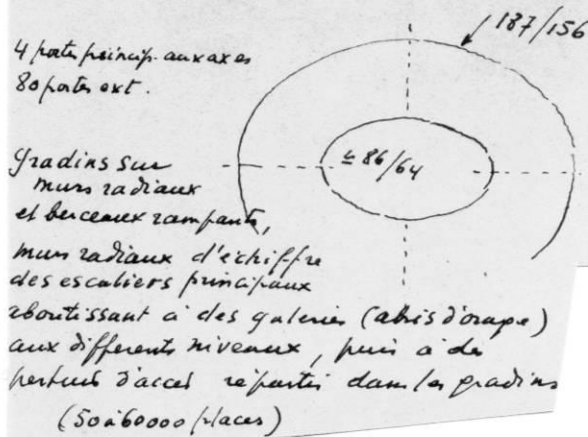 187/156
4 portes princip. aux axes
80 portes ext.
≤ 86/64
gradins sur
murs radiaux
et berceaux rampants,
murs radiaux d'échiffre
des escaliers principaux
aboutissant à des galeries (abris d'orage)
aux differents niveaux, puis à des
pertuis d'accès répartis dans les gradins
(50 à 60000 places)